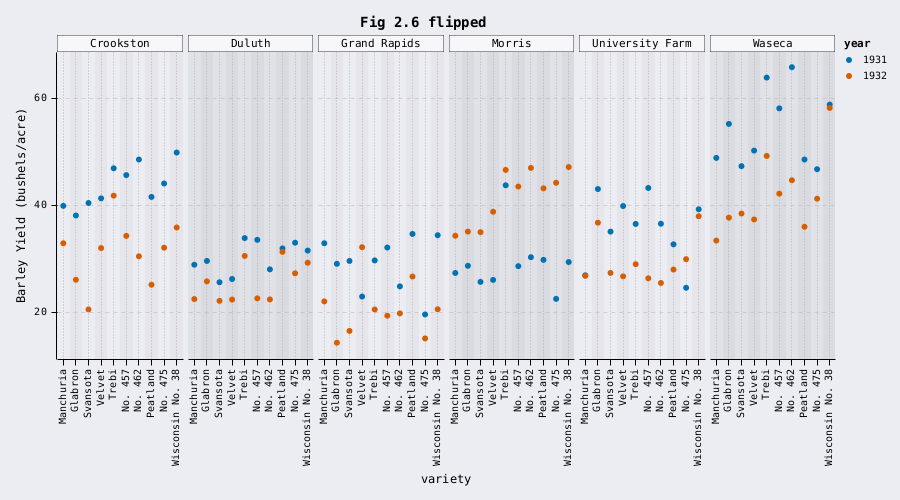 Fig 2.6 flipped
Crookston
Duluth
Grand Rapids
Morris
University Farm
Waseca
year
1931
1932
Barley Yield (bushels/acre)
60
40
20
Manchuria
Glabron
Svansota
Velvet
Trebi
No. 457
No. 462
Peatland
No. 475
Wisconsin No. 38
Manchuria
Glabron
Svansota
Velvet
Trebi
No. 457
No. 462
Peatland
No. 475
Wisconsin No. 38
Manchuria
Glabron
Svansota
Velvet
Trebi
No. 457
No. 462
Peatland
No. 475
Wisconsin No. 38
Manchuria
Glabron
Svansota
Velvet
Trebi
No. 457
No. 462
Peatland
No. 475
Wisconsin No. 38
Manchuria
Glabron
Svansota
Velvet
Trebi
No. 457
No. 462
Peatland
No. 475
Wisconsin No. 38
Manchuria
Glabron
Svansota
Velvet
Trebi
No. 457
No. 462
Peatland
No. 475
Wisconsin No. 38
variety